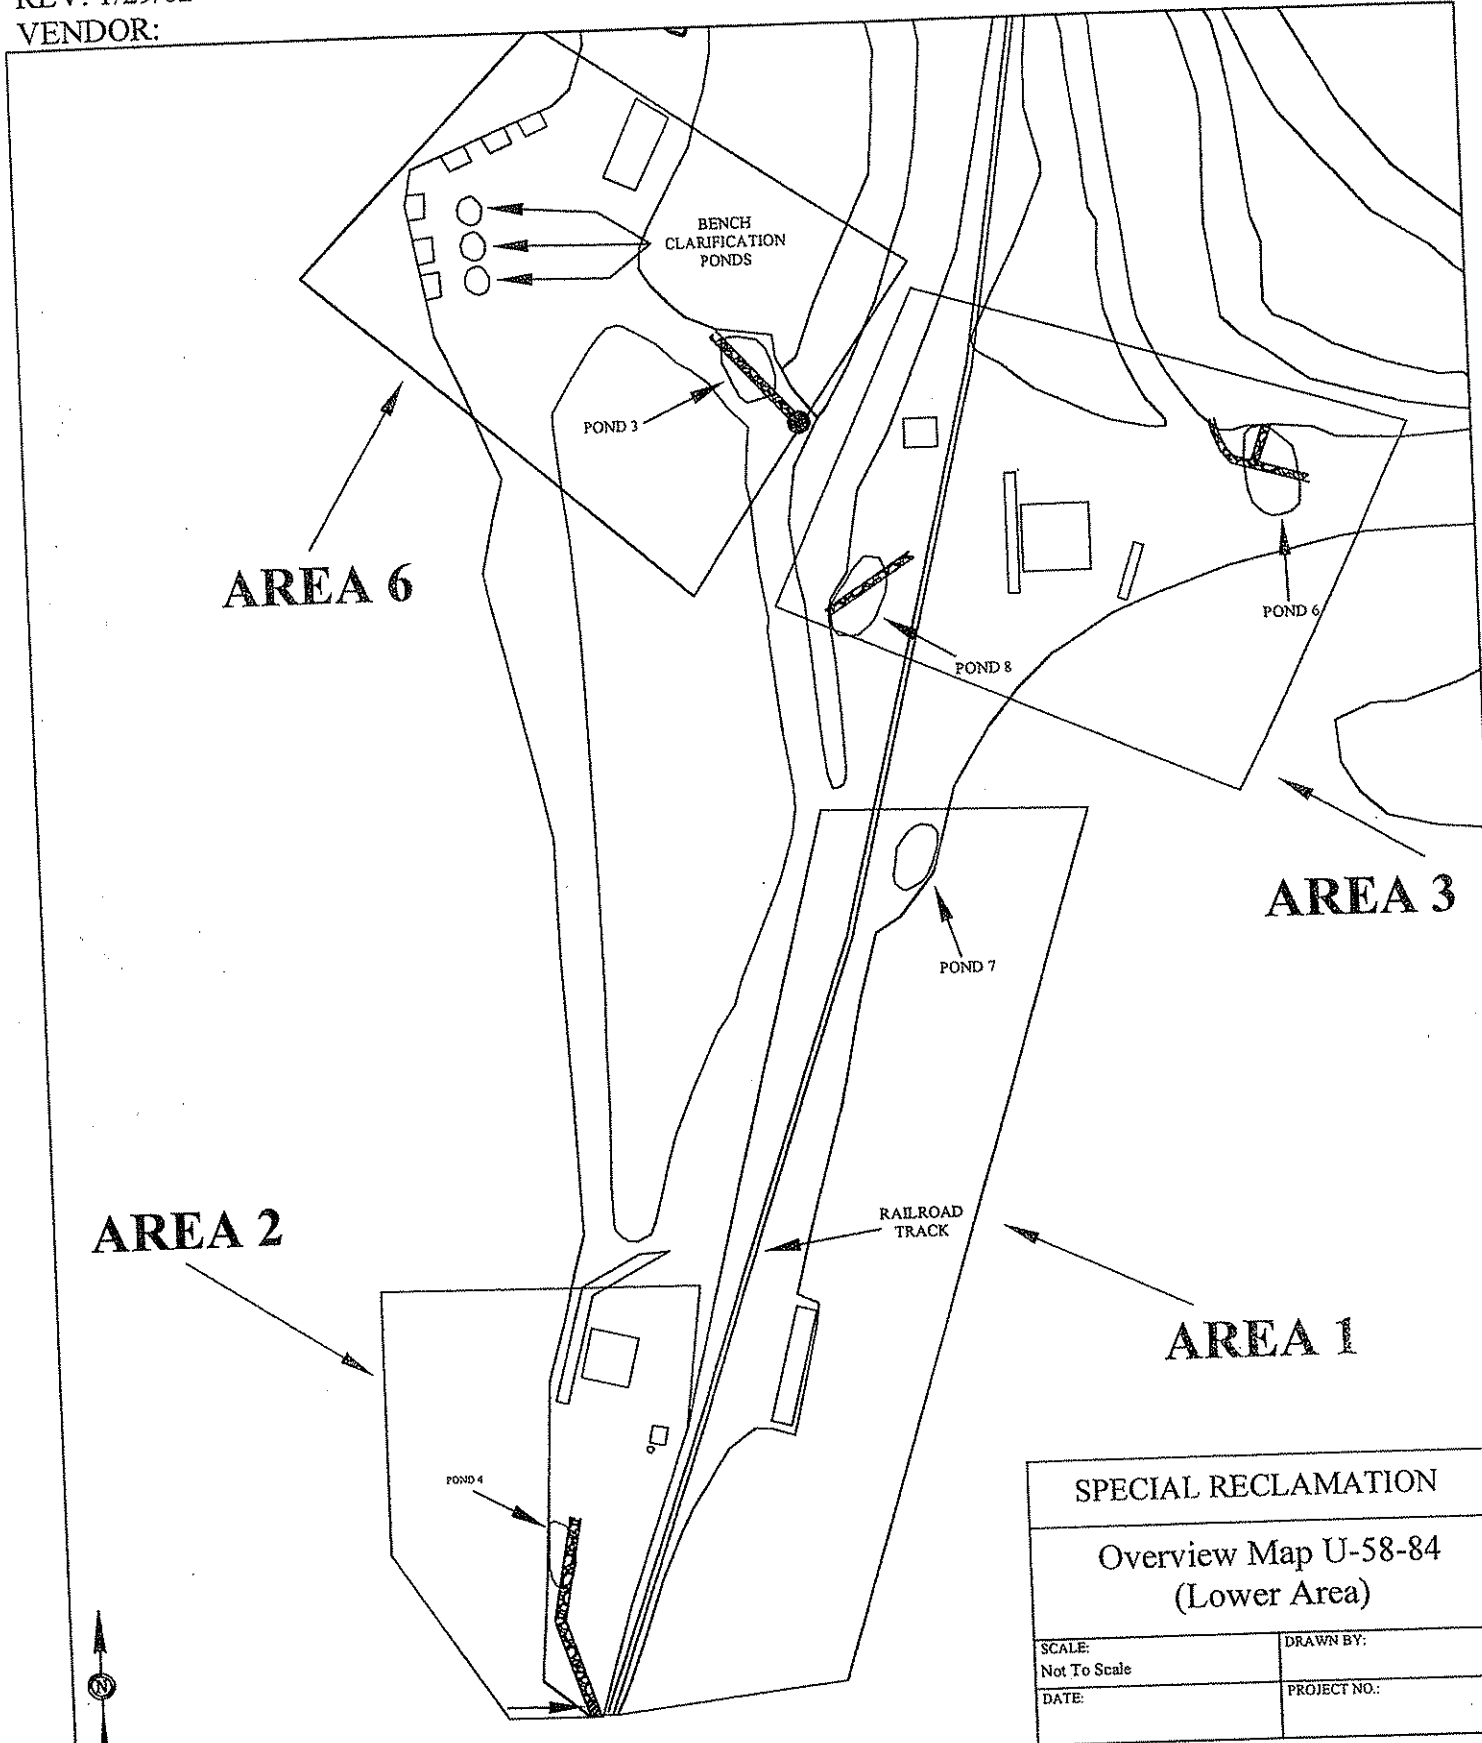 VENDOR:
BENCH
CLARIFICATION
PONDS
POND 3
AREA 6
POND 6
POND 8
AREA 3
POND 7
AREA 2
RAILROAD
TRACK
AREA 1
POND 4
N
SPECIAL RECLAMATION
Overview Map U-58-84
(Lower Area)
SCALE:
Not To Scale
DRAWN BY:
DATE:
PROJECT NO.: